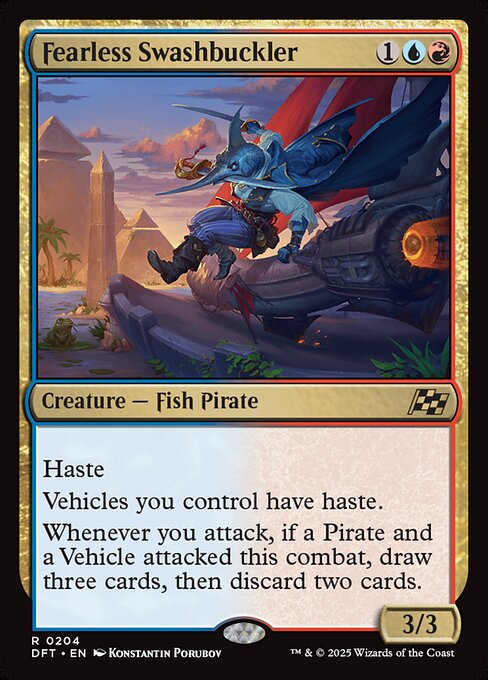 Fearless Swashbuckler 1
Creature — Fish Pirate
Haste
Vehicles you control have haste.
Whenever you attack, if a Pirate and
a Vehicle attacked this combat, draw
three cards, then discard two cards.
3/3
R 0204
DFT • EN Konstantin Porubov
™ & © 2025 Wizards of the Coast